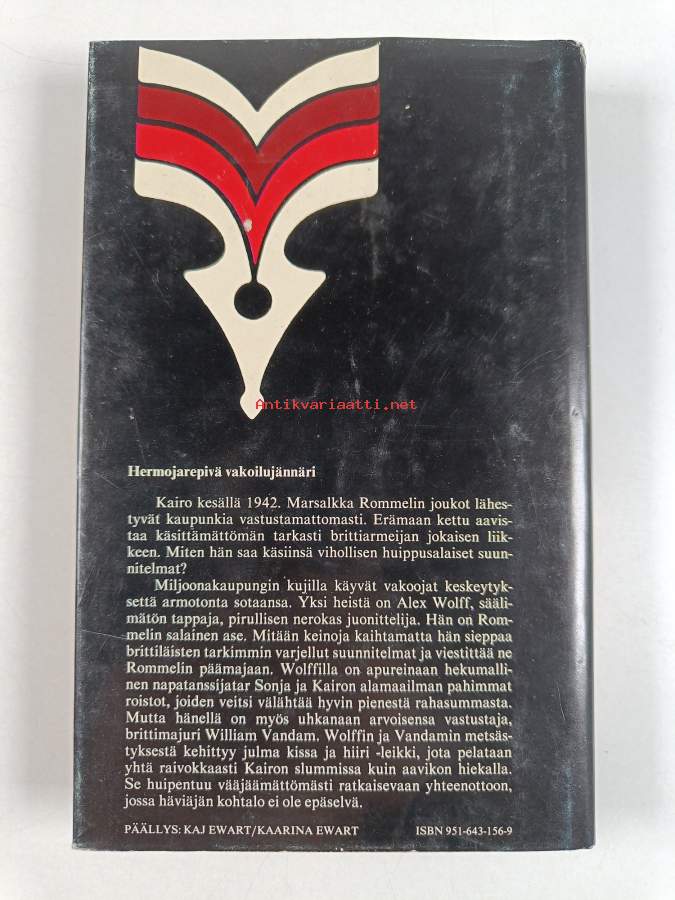 Antikvariaatti.net
Hermojarepivä vakoilujännäri
Kairo kesällä 1942. Marsalkka Rommelin joukot lähes-
tyvät kaupunkia vastustamattomasti. Erämaan kettu aavis-
taa käsittämättömän tarkasti brittiarmeijan jokaisen liik-
keen. Miten hän saa käsiinsä vihollisen huippusalaiset suun-
nitelmat?
Miljoonakaupungin kujilla käyvät vakoojat keskeytyk-
settä armotonta sotaansa. Yksi heistä on Alex Wolff, sääli-
mätön tappaja, pirullisen nerokas juonittelija. Hän on Rom-
melin salainen ase. Mitään keinoja kaihtamatta hän sieppaa
brittiläisten tarkimmin varjellut suunnitelmat ja viestittää ne
Rommelin päämajaan. Wolffilla on apureinaan hekumalli-
nen napatanssijatar Sonja ja Kairon alamaailman pahimmat
roistot, joiden veitsi välähtää hyvin pienestä rahasummasta.
Mutta hänellä on myös uhkanaan arvoisensa vastustaja,
brittimajuri William Vandam. Wolffin ja Vandamin metsäs-
tyksestä kehittyy julma kissa ja hiiri -leikki, jota pelataan
yhtä raivokkaasti Kairon slummissa kuin aavikon hiekalla.
Se huipentuu vääjäämättömästi ratkaisevaan yhteenottoon,
jossa häviäjän kohtalo ei ole epäselvä.
PÄÄLLYS: KAJ EWART/KAARINA EWART ISBN 951-643-156-9